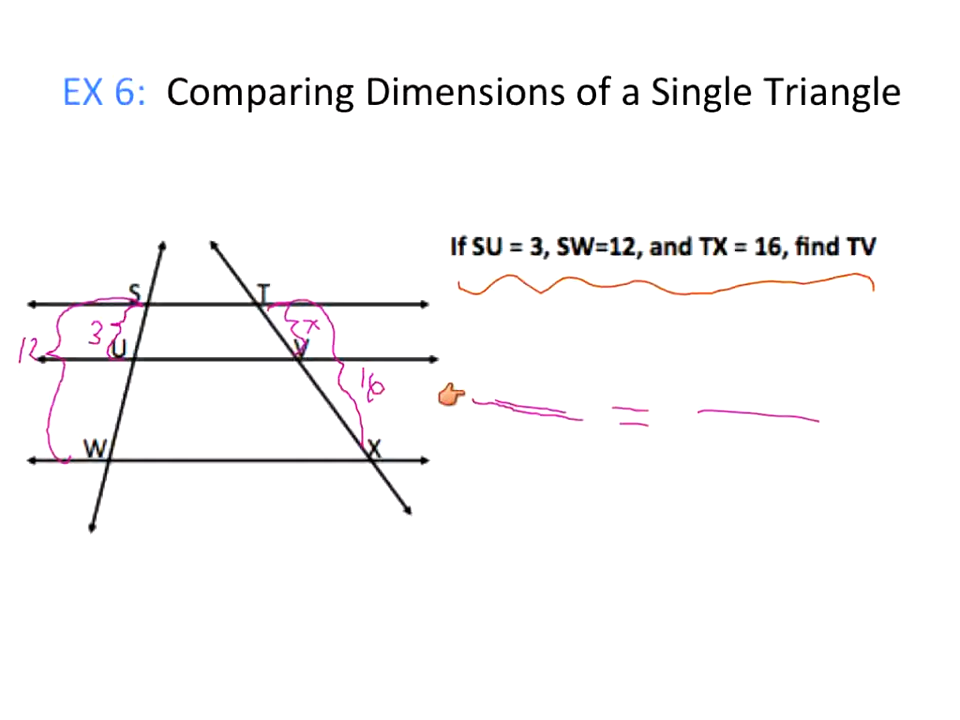 EX 6: Comparing Dimensions of a Single Triangle
If SU = 3, SW=12, and TX = 16, find TV
S T
3 x
12 U V
16
W X
=